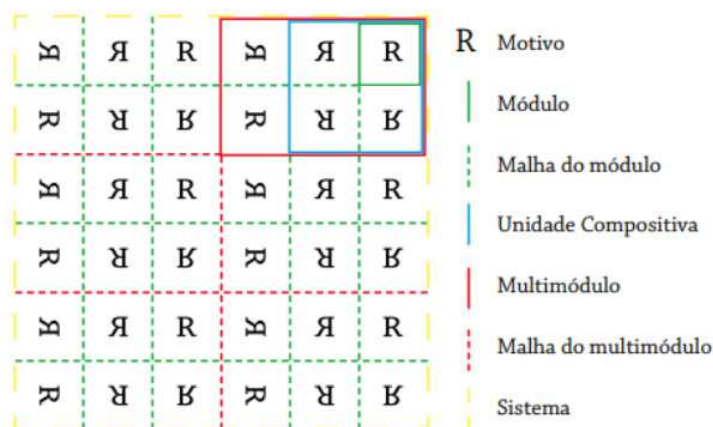 R R R R R R
R R R R R R
R R R R R R
R R R R R R
R R R R R R
R R R R R R
R Motivo
Módulo
Malha do módulo
Unidade Compositiva
Multimódulo
Malha do multimódulo
Sistema